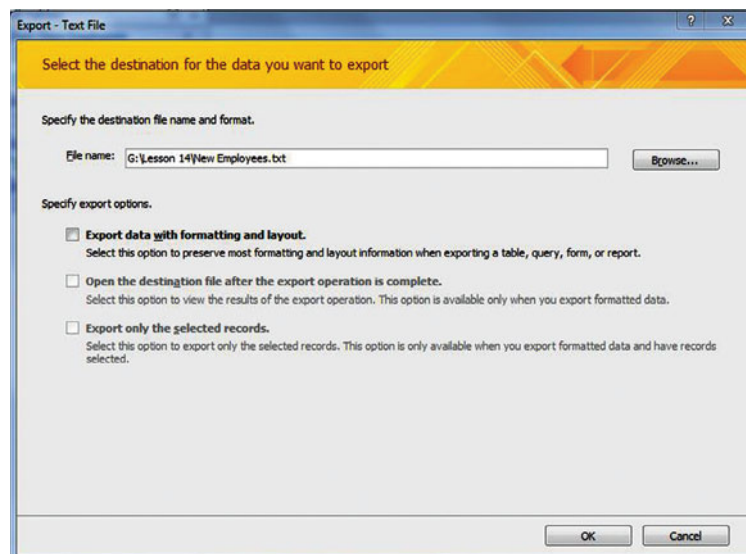 Export - Text File
?
X
Select the destination for the data you want to export
Specify the destination file name and format.
File name:
G:\Lesson 14\New Employees.txt
Browse...
Specify export options.
Export data with formatting and layout.
Select this option to preserve most formatting and layout information when exporting a table, query, form, or report.
Open the destination file after the export operation is complete.
Select this option to view the results of the export operation. This option is available only when you export formatted data.
Export only the selected records.
Select this option to export only the selected records. This option is only available when you export formatted data and have records
selected.
OK
Cancel